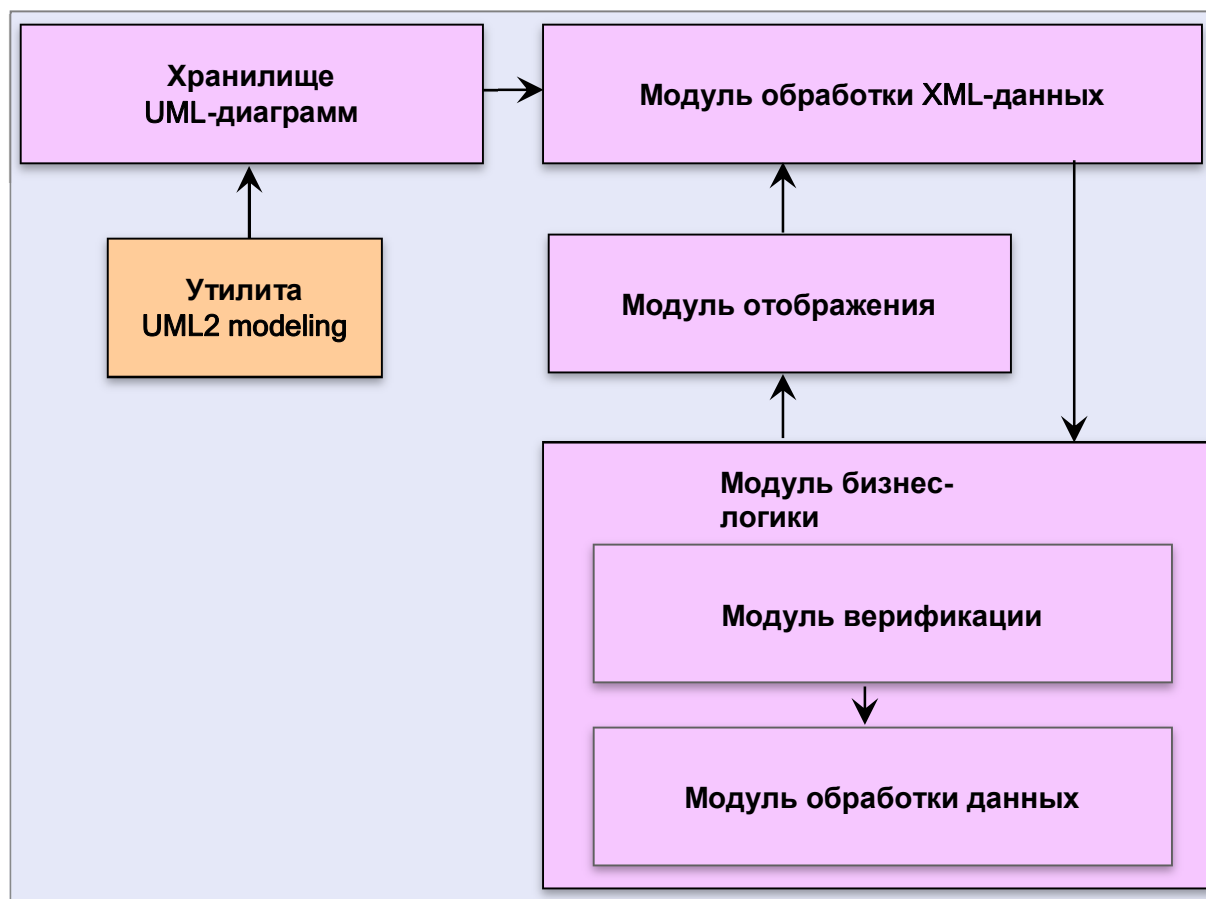 Хранилище
UML-диаграмм
Модуль обработки XML-данных
Утилита
UML2 modeling
Модуль отображения
Модуль бизнес-
логики
Модуль верификации
Модуль обработки данных